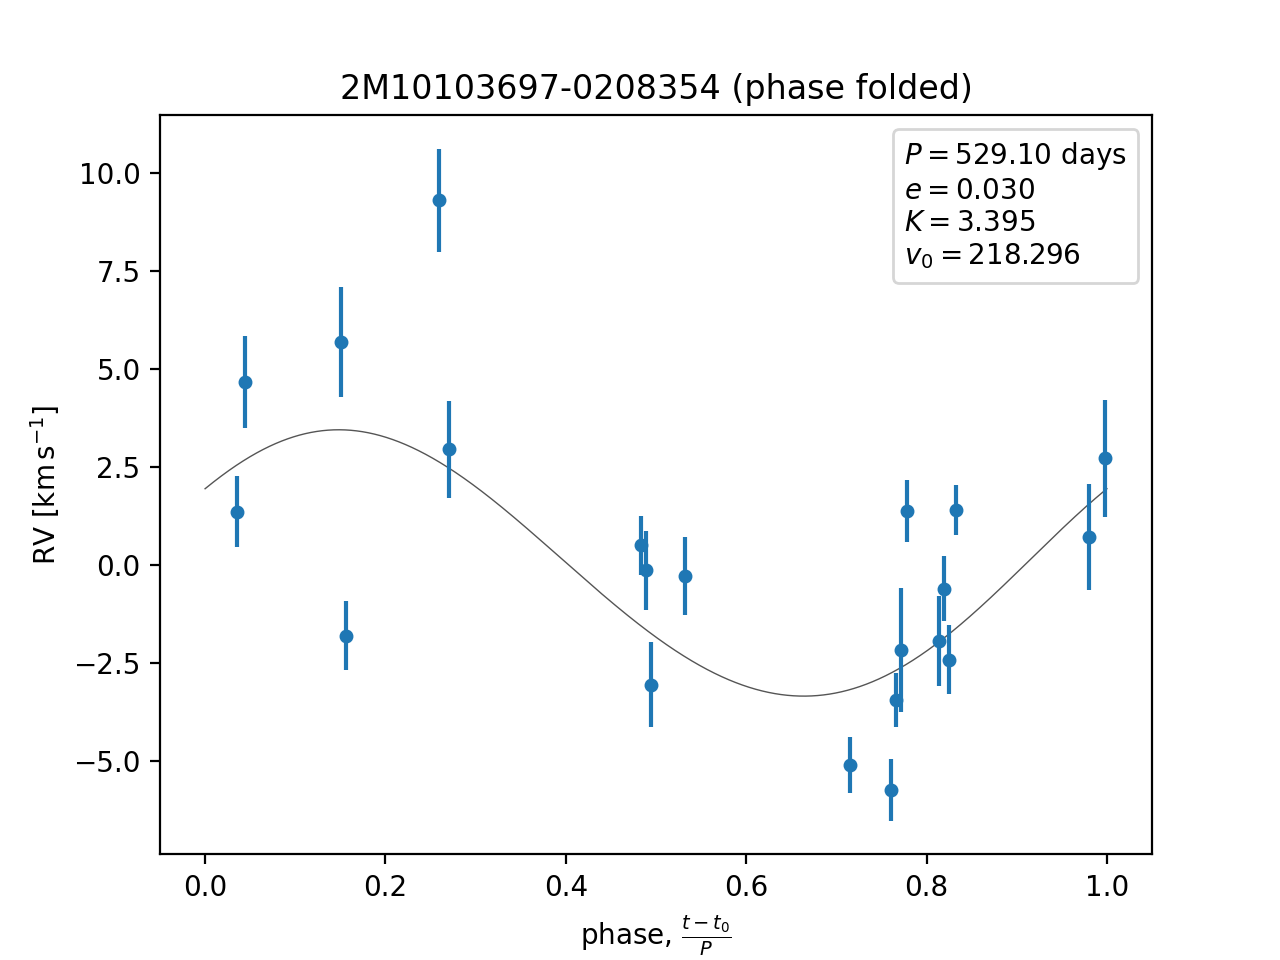 2M10103697-0208354 (phase folded)
P = 529.10 days
e = 0.030
K = 3.395
v₀ = 218.296
10.0
7.5
5.0
2.5
0.0
−2.5
−5.0
RV [km s⁻¹]
0.0 0.2 0.4 0.6 0.8 1.0
phase, (t − t₀)/P